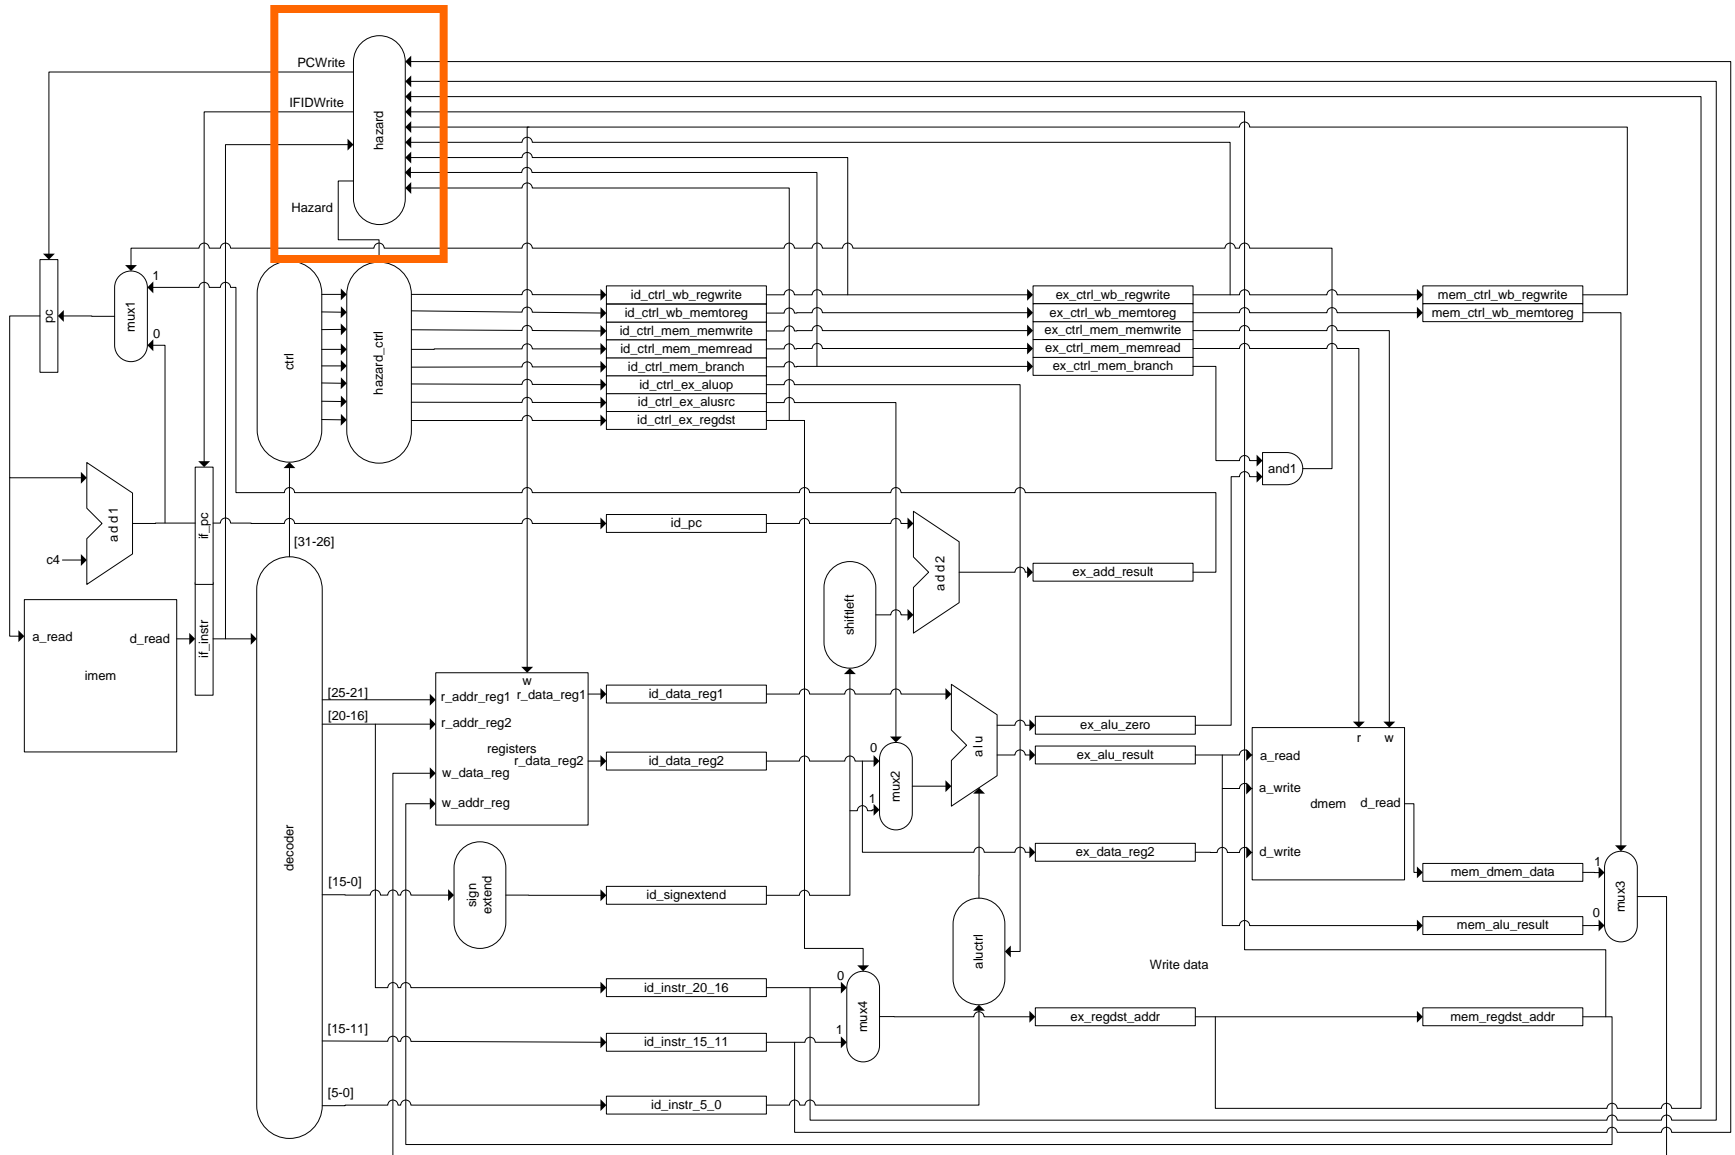 PCWrite
IFIDWrite
hazard
Hazard
pc
mux1
1
0
ctrl
hazard_ctrl
id_ctrl_wb_regwrite
id_ctrl_wb_memtoreg
id_ctrl_mem_memwrite
id_ctrl_mem_memread
id_ctrl_mem_branch
id_ctrl_ex_aluop
id_ctrl_ex_alusrc
id_ctrl_ex_regdst
ex_ctrl_wb_regwrite
ex_ctrl_wb_memtoreg
ex_ctrl_mem_memwrite
ex_ctrl_mem_memread
ex_ctrl_mem_branch
mem_ctrl_wb_regwrite
mem_ctrl_wb_memtoreg
and1
add1
c4
if_pc
if_instr
[31-26]
id_pc
add2
ex_add_result
shiftleft
a_read
d_read
imem
decoder
[25-21]
[20-16]
w
r_addr_reg1
r_data_reg1
r_addr_reg2
registers
r_data_reg2
w_data_reg
w_addr_reg
id_data_reg1
id_data_reg2
0
1
mux2
alu
ex_alu_zero
ex_alu_result
ex_data_reg2
r
w
a_read
a_write
dmem
d_read
d_write
mem_dmem_data
mem_alu_result
1
0
mux3
[15-0]
sign
extend
id_signextend
aluctrl
Write data
id_instr_20_16
0
1
mux4
ex_regdst_addr
mem_regdst_addr
[15-11]
id_instr_15_11
[5-0]
id_instr_5_0